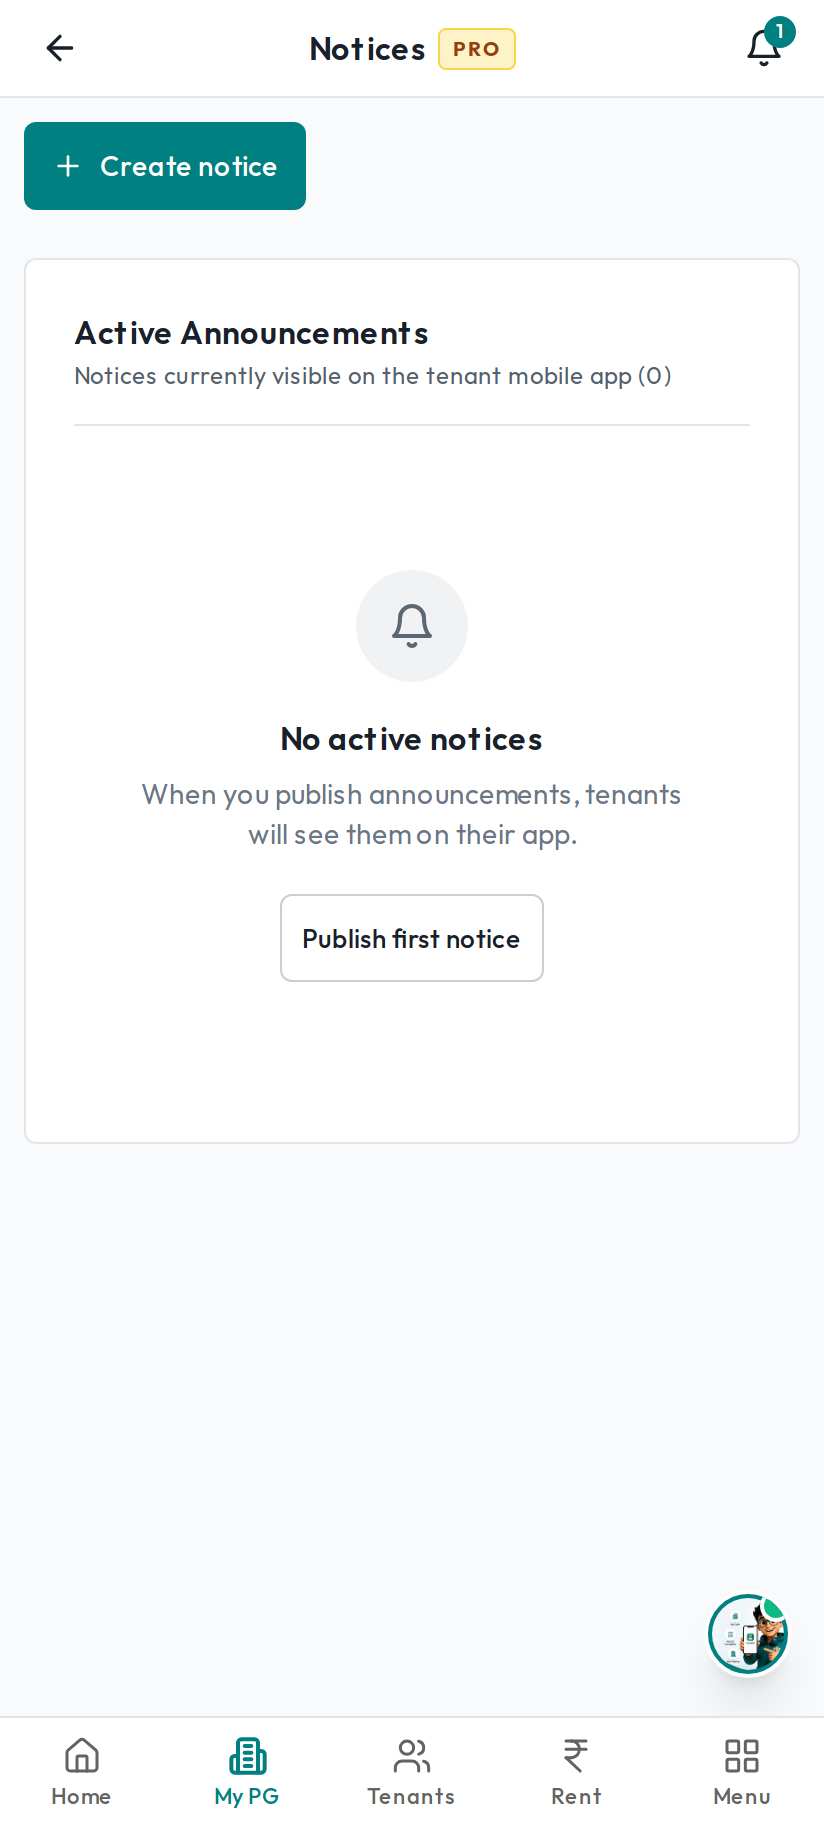 Notices PRO
1
Create notice
Active Announcements
Notices currently visible on the tenant mobile app (0)
No active notices
When you publish announcements, tenants
will see them on their app.
Publish first notice
Home
My PG
Tenants
Rent
Menu